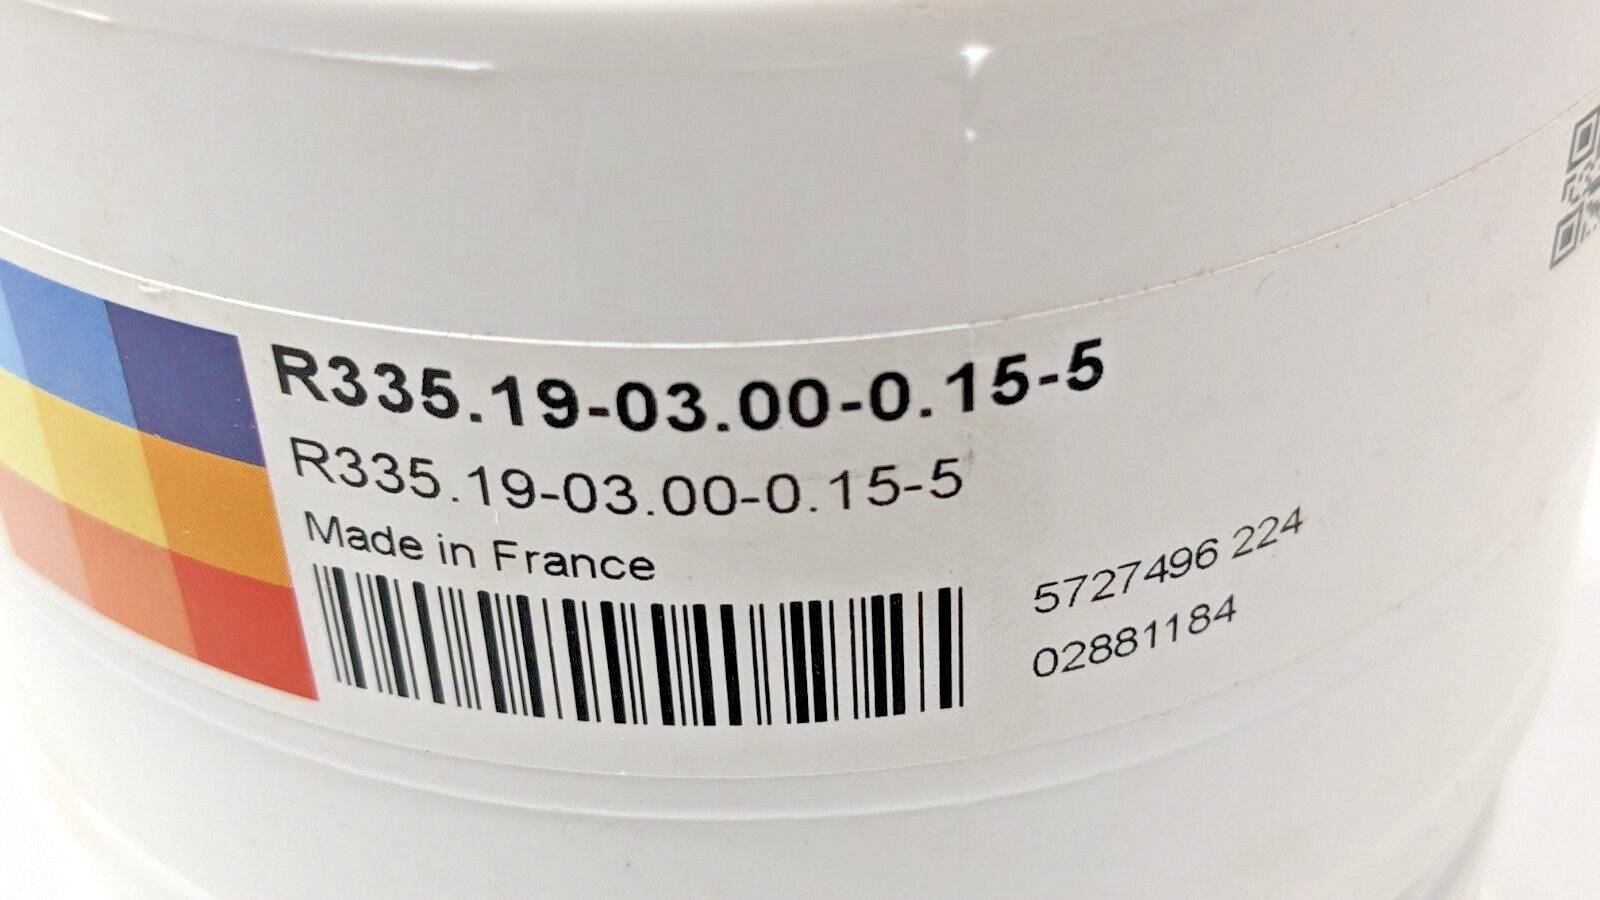 R335.19-03.00-0.15-5
R335.19-03.00-0.15-5
Made in France
5727496 224
02881184